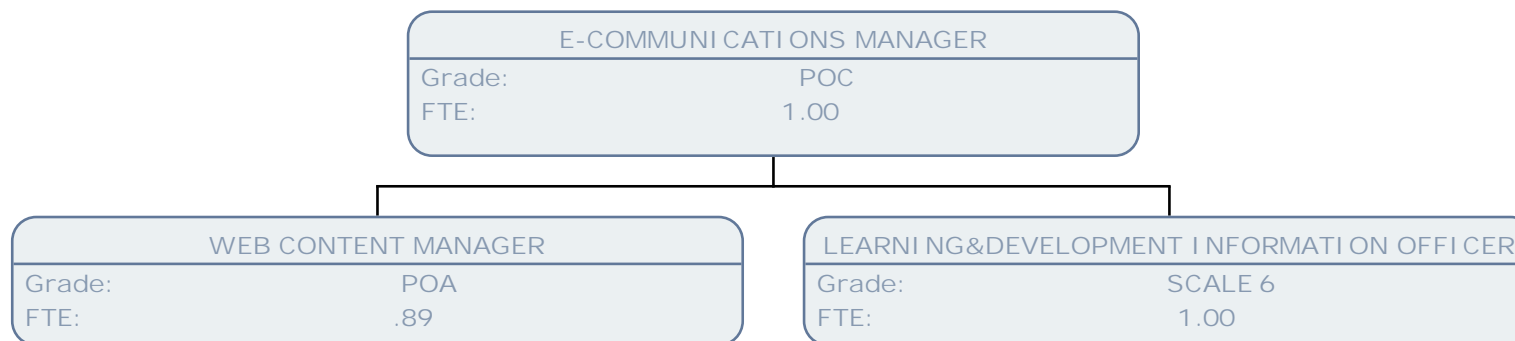 E-COMMUNICATIONS MANAGER
Grade: POC
FTE: 1.00
WEB CONTENT MANAGER
Grade: POA
FTE: .89
LEARNING&DEVELOPMENT INFORMATION OFFICER
Grade: SCALE 6
FTE: 1.00